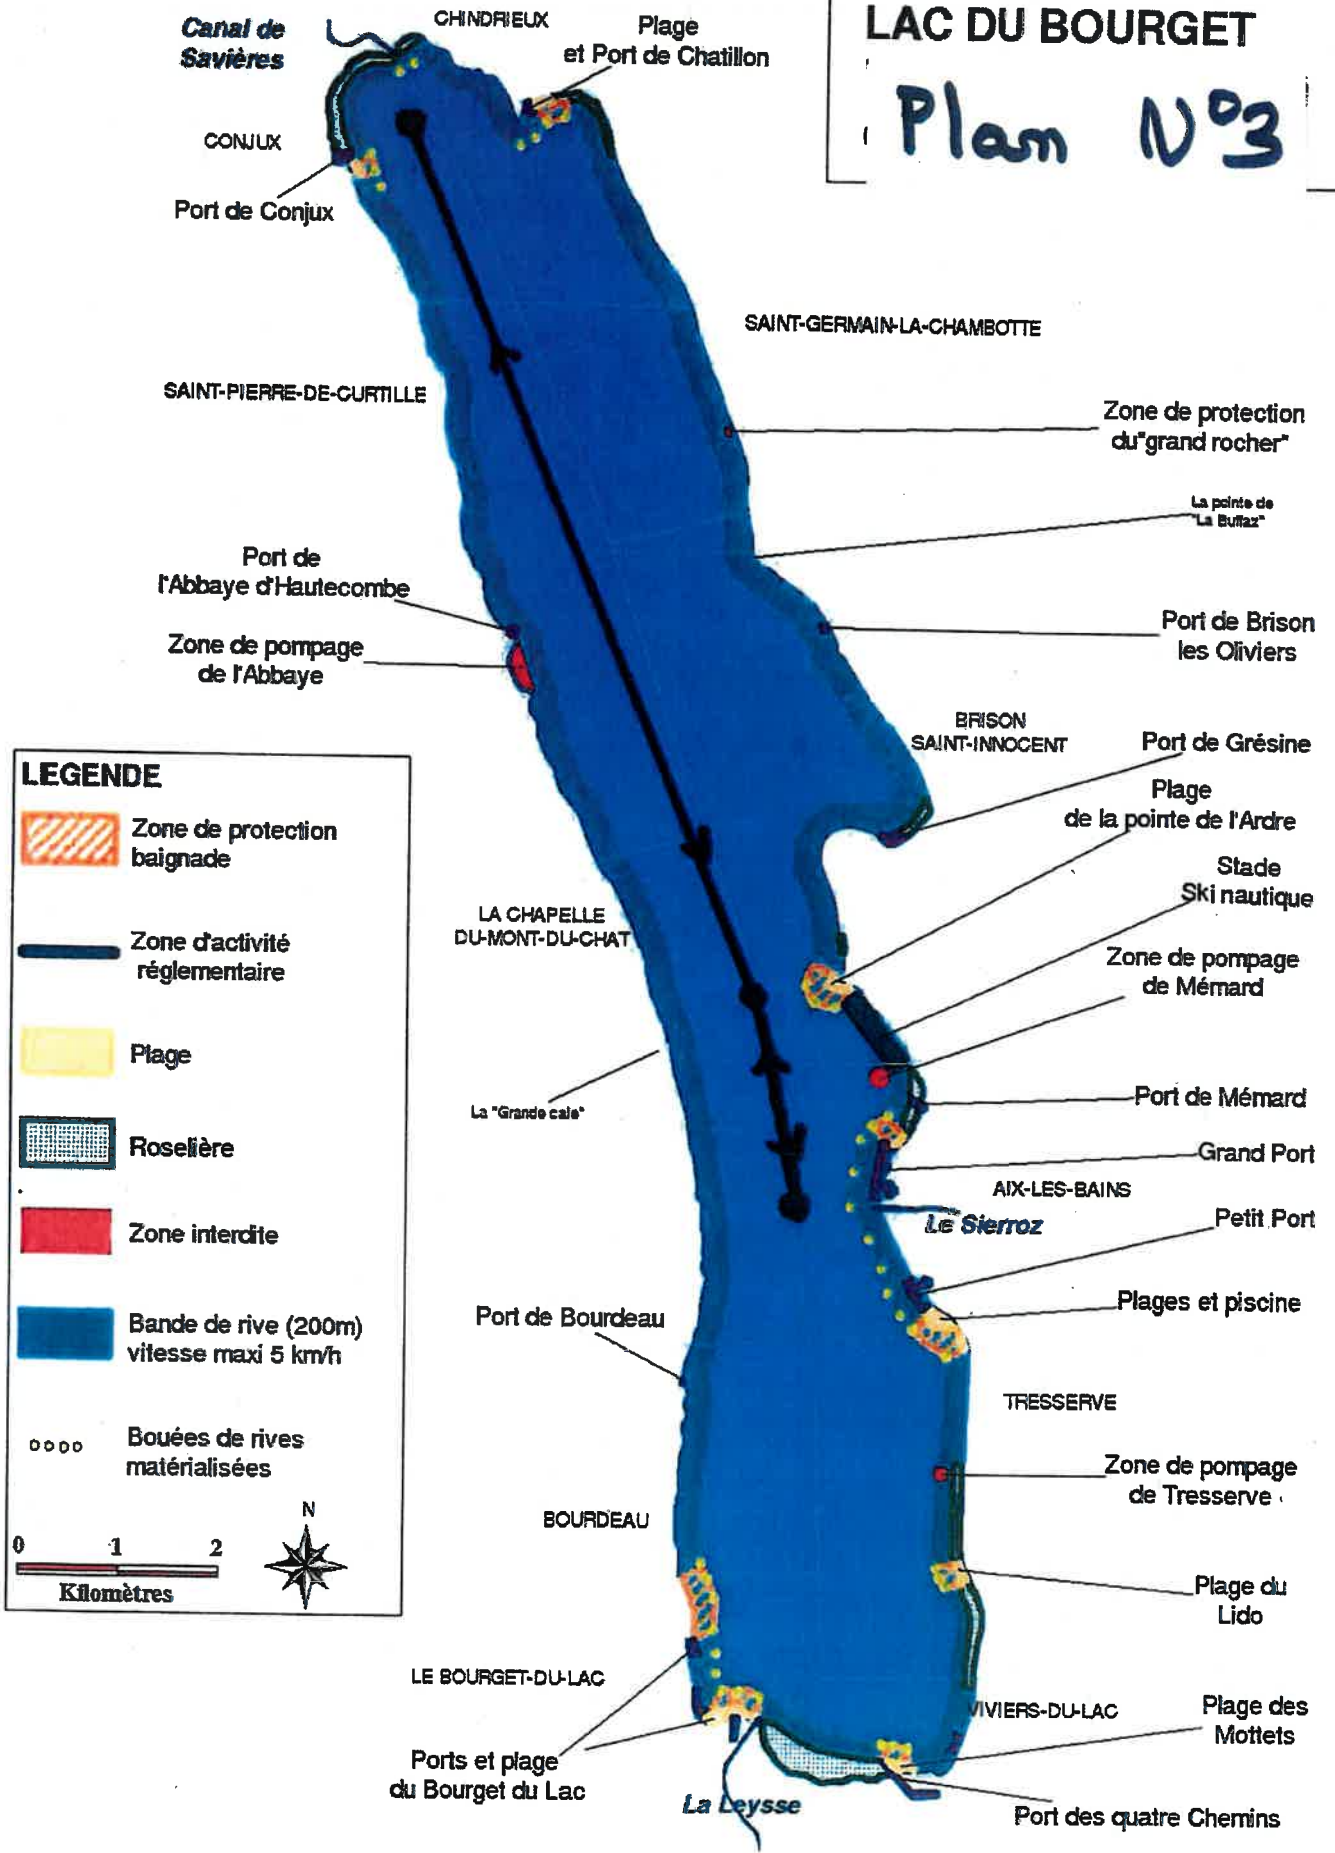 LAC DU BOURGET
Plan N°3
Canal de
Savières
CHINDRIEUX
Plage
et Port de Chatillon
CONJUX
Port de Conjux
SAINT-GERMAIN-LA-CHAMBOTTE
SAINT-PIERRE-DE-CURTILLE
Zone de protection
du"grand rocher"
La pointe de
"La Buffaz"
Port de
l'Abbaye d'Hautecombe
Zone de pompage
de l'Abbaye
Port de Brison
les Oliviers
BRISON
SAINT-INNOCENT
Port de Grésine
Plage
de la pointe de l'Ardre
Stade
Ski nautique
LA CHAPELLE
DU-MONT-DU-CHAT
Zone de pompage
de Mémard
La "Grande cale"
Port de Mémard
Grand Port
AIX-LES-BAINS
Le Sierroz
Petit Port
Plages et piscine
Port de Bourdeau
TRESSERVE
Zone de pompage
de Tresserve
BOURDEAU
Plage du
Lido
LE BOURGET-DU-LAC
VIVIERS-DU-LAC
Plage des
Mottets
Ports et plage
du Bourget du Lac
La Leysse
Port des quatre Chemins
LEGENDE
Zone de protection
baignade
Zone d'activité
réglementaire
Plage
Roselière
Zone interdite
Bande de rive (200m)
vitesse maxi 5 km/h
Bouées de rives
matérialisées
N
0 1 2
Kilomètres